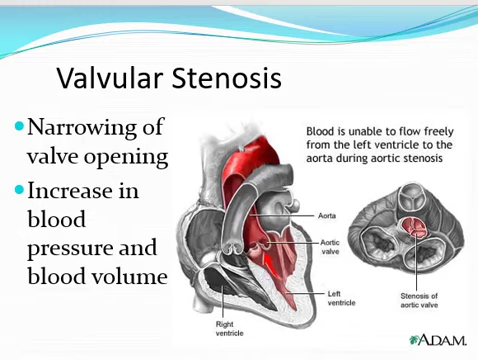 Valvular Stenosis
Narrowing of
valve opening
Increase in
blood
pressure and
blood volume
Blood is unable to flow freely
from the left ventricle to the
aorta during aortic stenosis
Aorta
Aortic
valve
Left
ventricle
Right
ventricle
Stenosis of
aortic valve
ADAM.